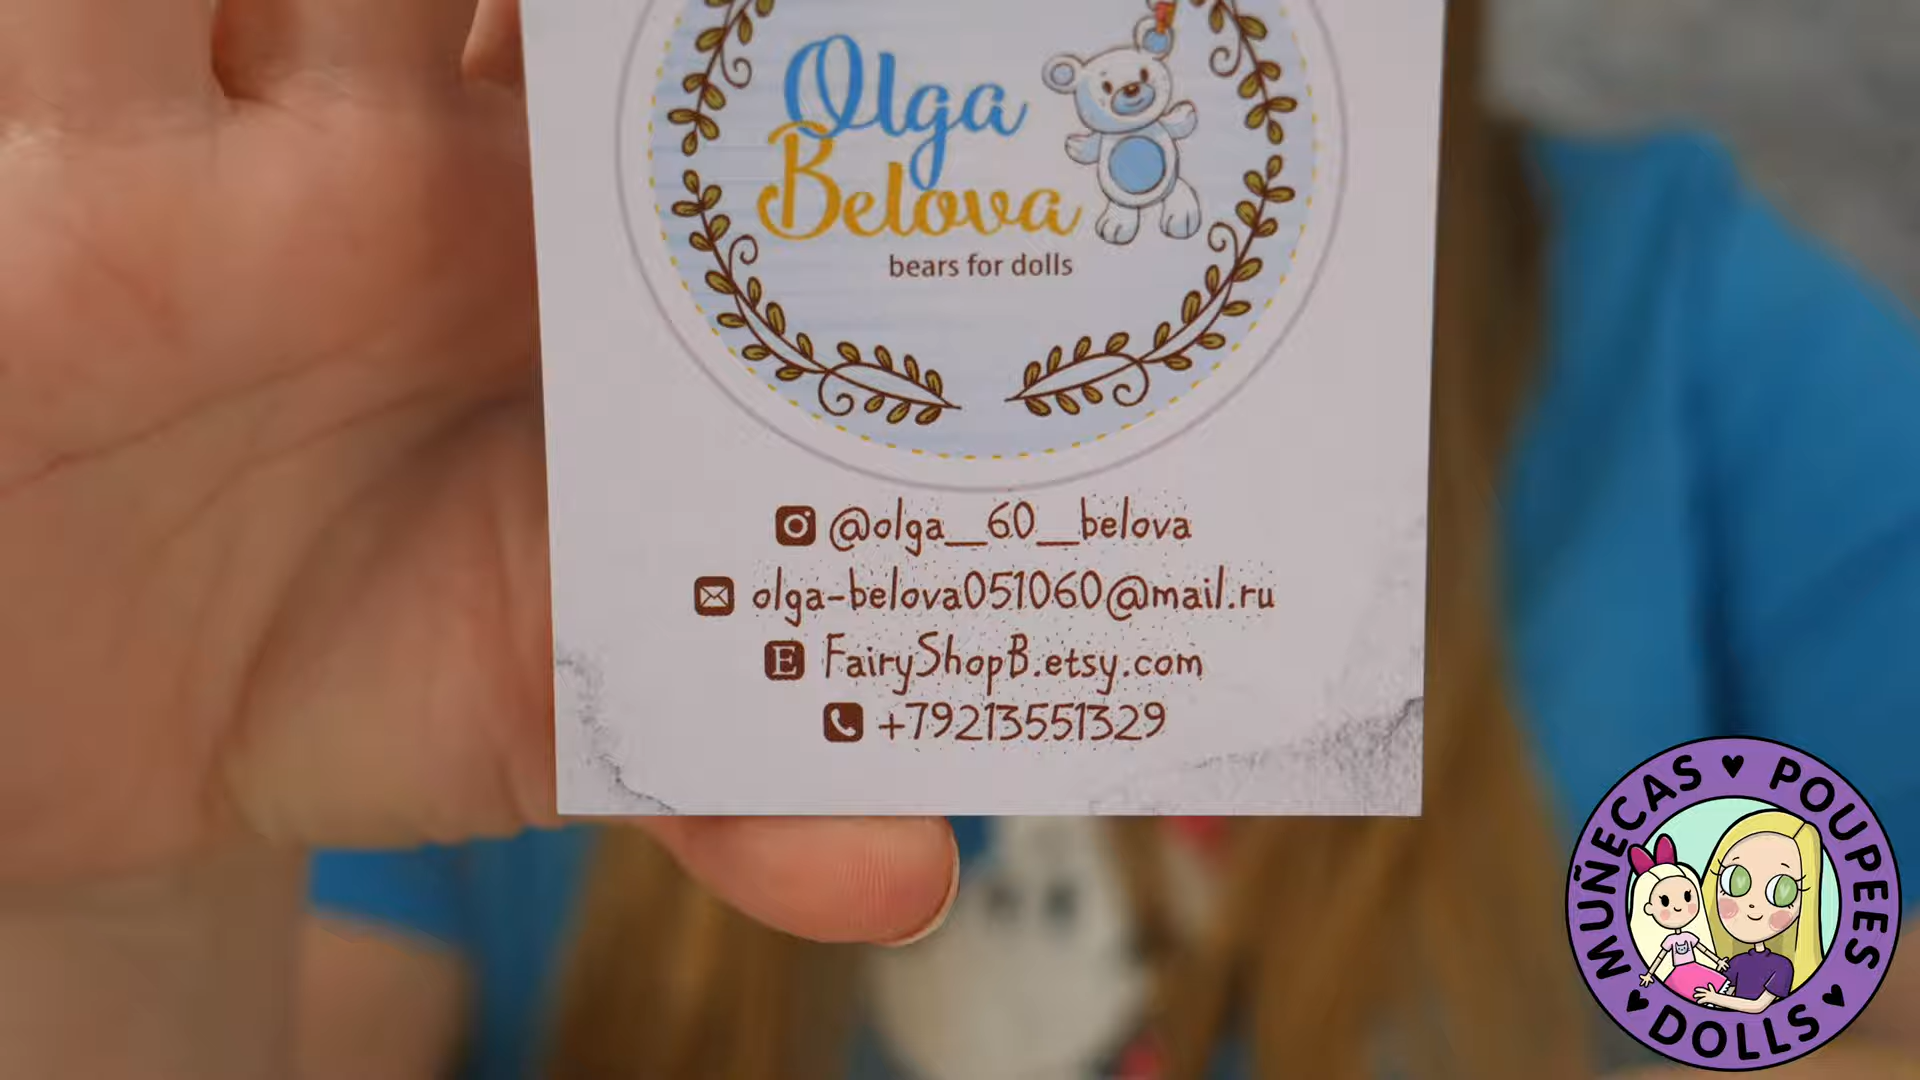 Olga
Belova
bears for dolls
@olga__60__belova
olga-belova051060@mail.ru
E FairyShopB.etsy.com
+79213551329
MUÑECAS ♥ POUPEES ♥ DOLLS ♥